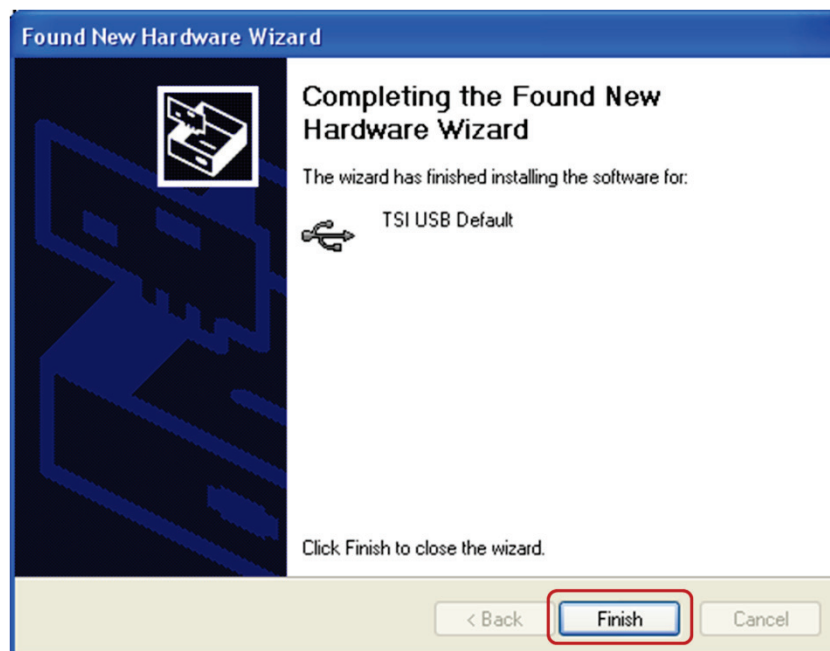 Found New Hardware Wizard
Completing the Found New
Hardware Wizard
The wizard has finished installing the software for:
TSI USB Default
Click Finish to close the wizard.
< Back
Finish
Cancel